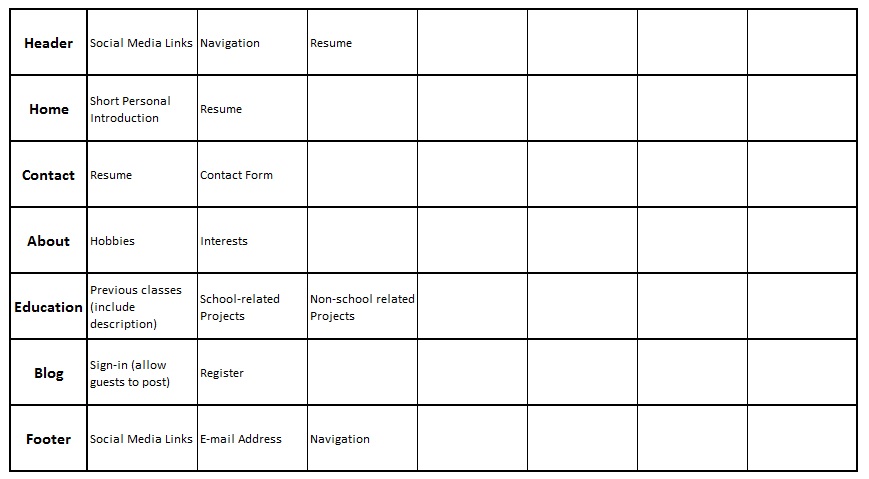 Header Social Media Links Navigation Resume
Home Short Personal Introduction Resume
Contact Resume Contact Form
About Hobbies Interests
Education Previous classes (include description) School-related Projects Non-school related Projects
Blog Sign-in (allow guests to post) Register
Footer Social Media Links E-mail Address Navigation